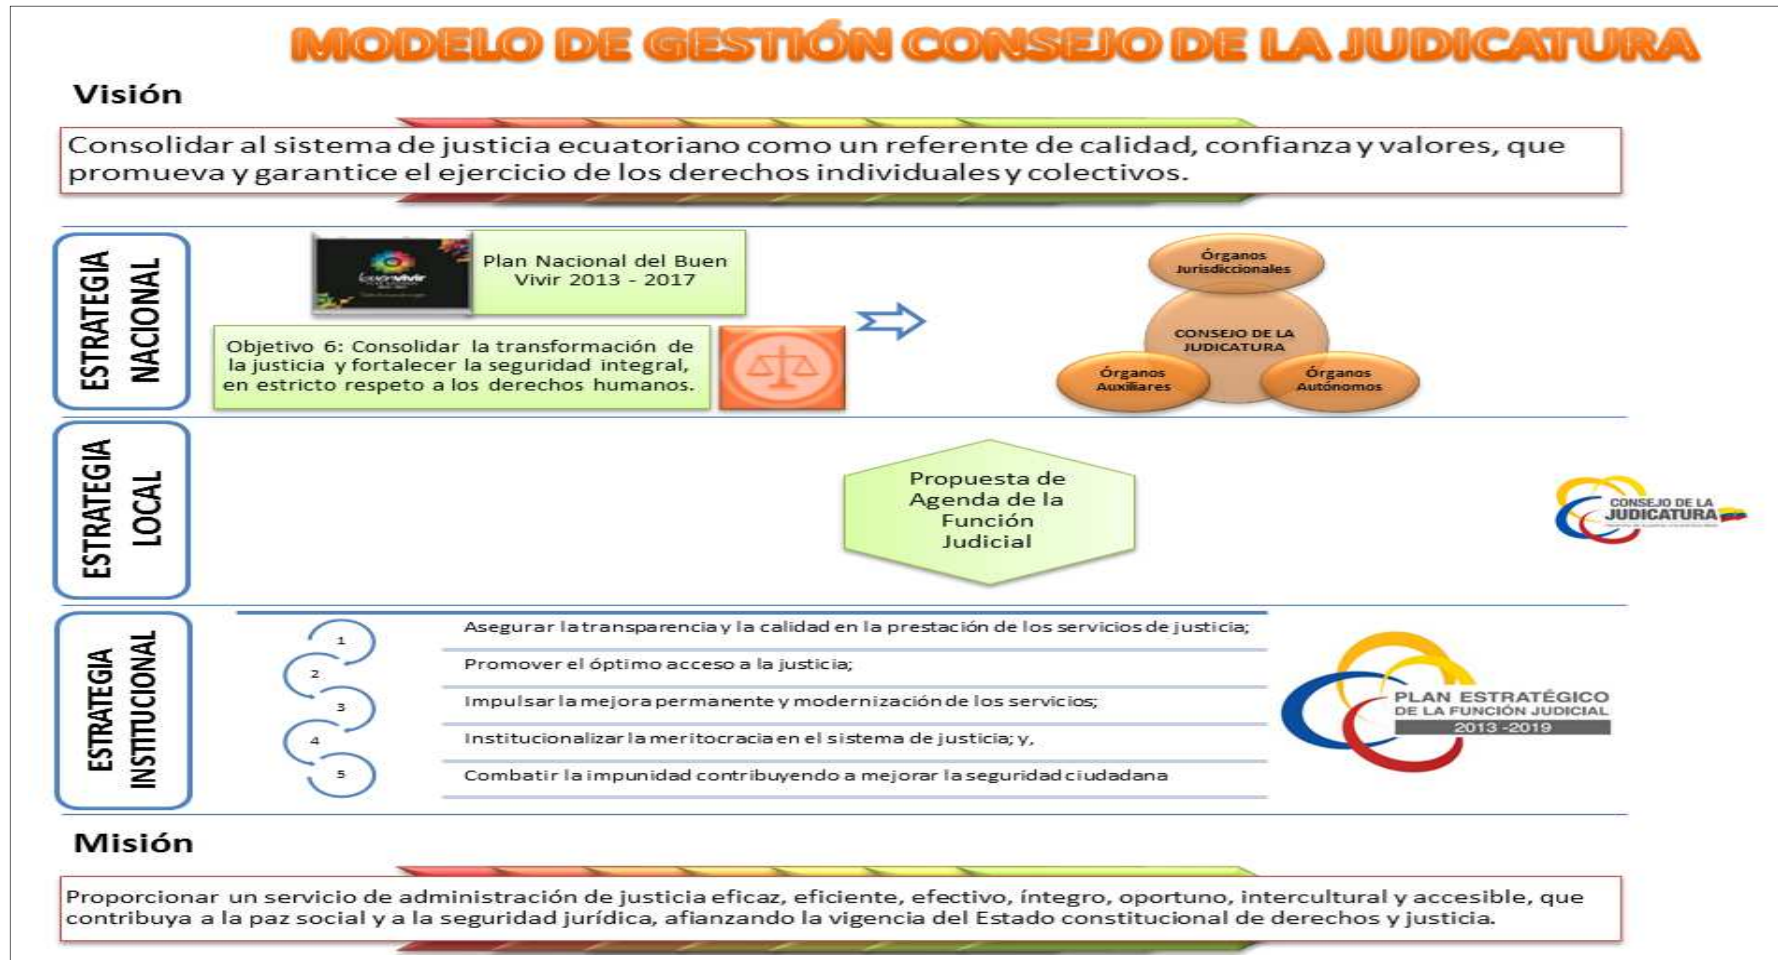 MODELO DE GESTIÓN CONSEJO DE LA JUDICATURA
Visión
Consolidar al sistema de justicia ecuatoriano como un referente de calidad, confianza y valores, que
promueva y garantice el ejercicio de los derechos individuales y colectivos.
ESTRATEGIA
NACIONAL
buen vivir
Plan Nacional del Buen
Vivir 2013 - 2017
Objetivo 6: Consolidar la transformación de
la justicia y fortalecer la seguridad integral,
en estricto respeto a los derechos humanos.
Órganos
Jurisdiccionales
CONSEJO DE LA
JUDICATURA
Órganos
Auxiliares
Órganos
Autónomos
ESTRATEGIA
LOCAL
Propuesta de
Agenda de la
Función
Judicial
CONSEJO DE LA
JUDICATURA
ESTRATEGIA
INSTITUCIONAL
1 Asegurar la transparencia y la calidad en la prestación de los servicios de justicia;
2 Promover el óptimo acceso a la justicia;
3 Impulsar la mejora permanente y modernización de los servicios;
4 Institucionalizar la meritocracia en el sistema de justicia; y,
5 Combatir la impunidad contribuyendo a mejorar la seguridad ciudadana
PLAN ESTRATÉGICO
DE LA FUNCIÓN JUDICIAL
2013 -2019
Misión
Proporcionar un servicio de administración de justicia eficaz, eficiente, efectivo, íntegro, oportuno, intercultural y accesible, que
contribuya a la paz social y a la seguridad jurídica, afianzando la vigencia del Estado constitucional de derechos y justicia.